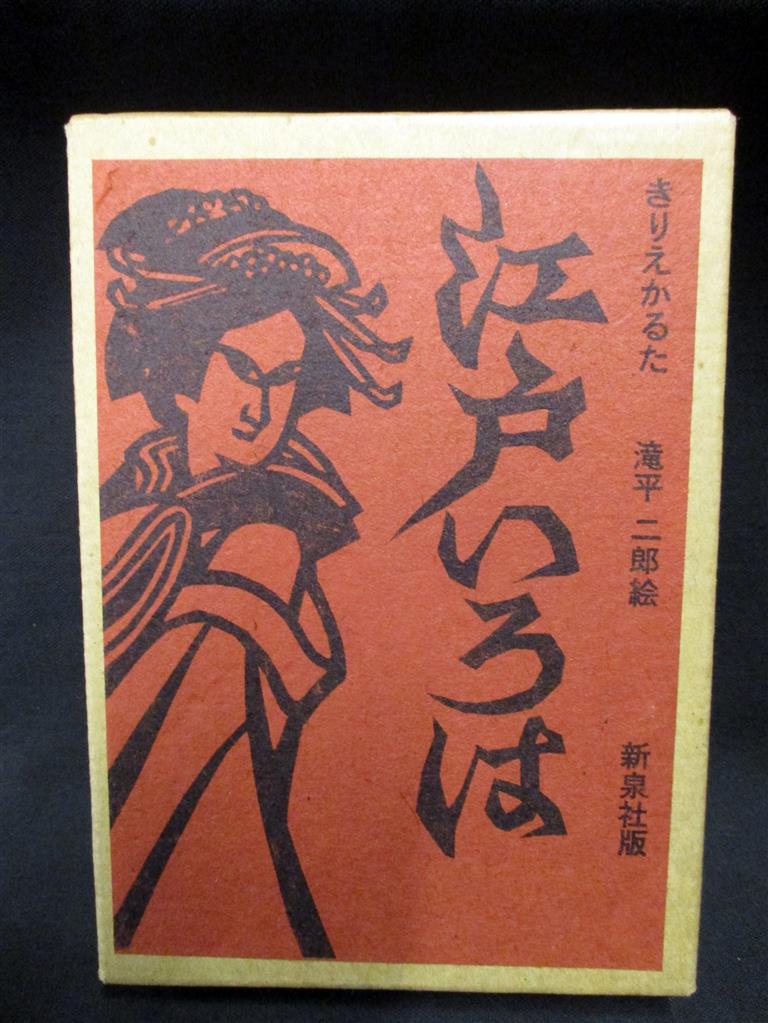 きりえかるた
滝平二郎絵
新泉社版
江戸いろは